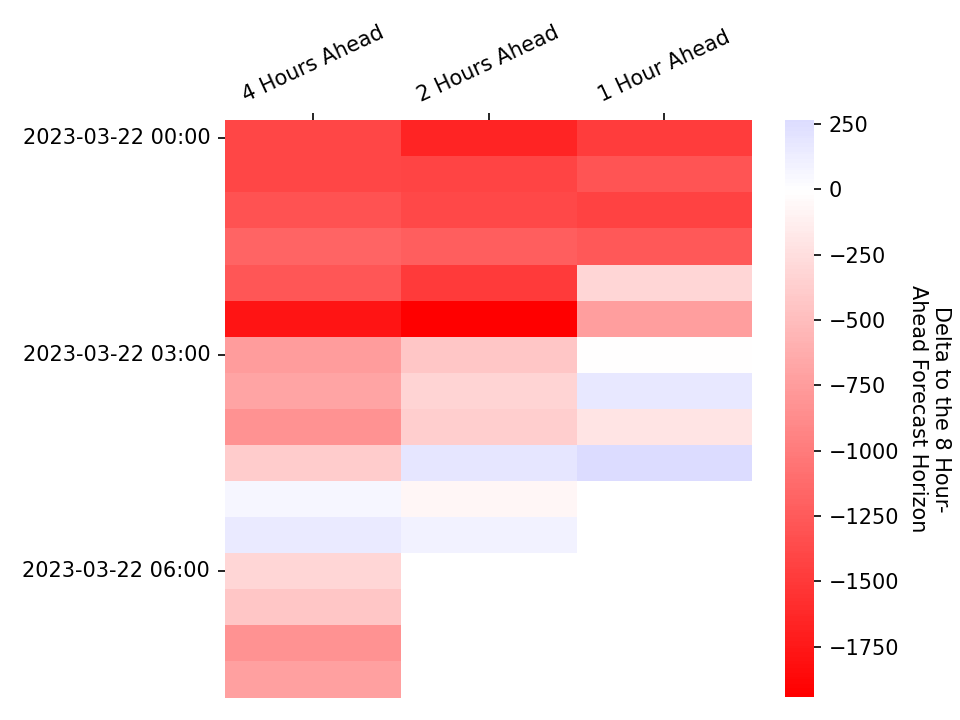 4 Hours Ahead
2 Hours Ahead
1 Hour Ahead
2023-03-22 00:00
2023-03-22 03:00
2023-03-22 06:00
250
0
−250
−500
−750
−1000
−1250
−1500
−1750
Delta to the 8 Hour-
Ahead Forecast Horizon